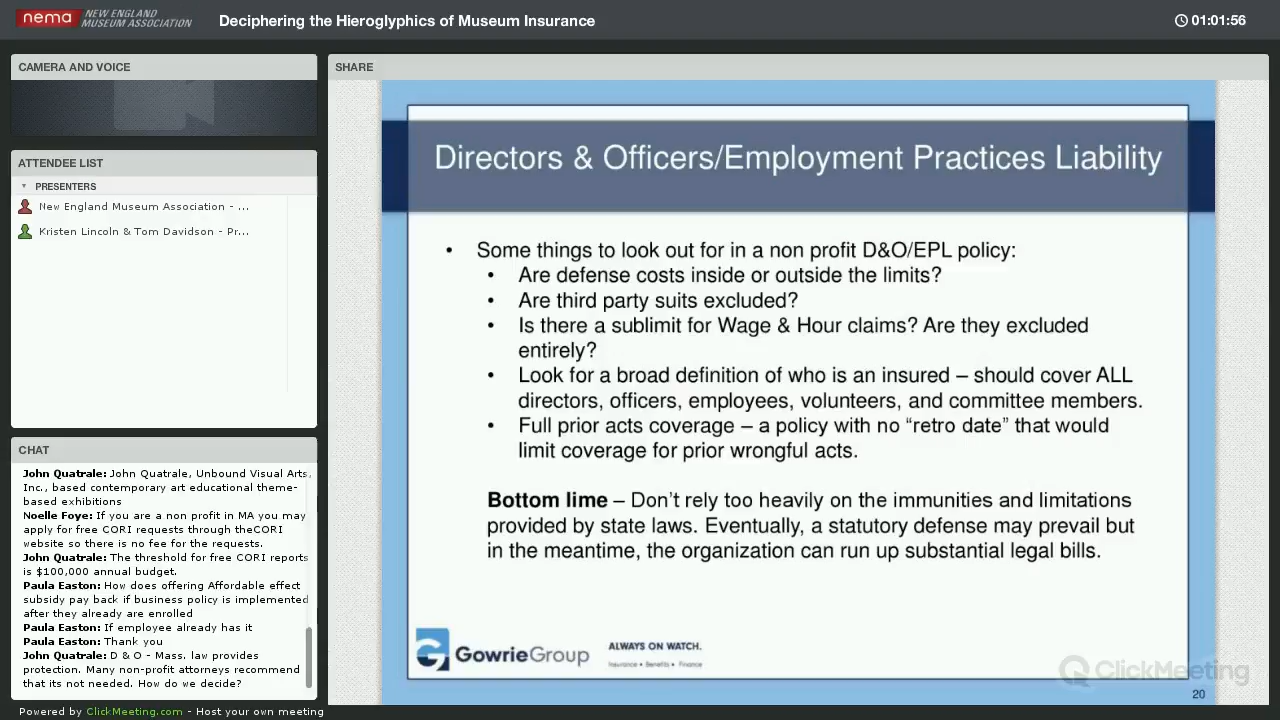 nema NEW ENGLAND
MUSEUM ASSOCIATION
Deciphering the Hieroglyphics of Museum Insurance
01:01:56
CAMERA AND VOICE
ATTENDEE LIST
PRESENTERS
New England Museum Association - ...
Kristen Lincoln & Tom Davidson - Pr...
CHAT
John Quatrale: John Quatrale, Unbound Visual Arts,
Inc., based contemporary art educational theme-
based exhibitions
Noelle Foye: If you are a non profit in MA you may
apply for free CORI requests through theCORI
website so there is no fee for the requests.
John Quatrale: The threshold for free CORI reports
is $100,000 annual budget.
Paula Easton: How does offering Affordable effect
subsidy pay back if business policy is implemented
after they already are enrolled
Paula Easton: If employee already has it
Paula Easton: Thank you
John Quatrale: D & O - Mass. law provides
protection. Many non-profit attorneys recommend
that its not needed. How do we decide?
Powered by ClickMeeting.com - Host your own meeting
SHARE
Directors & Officers/Employment Practices Liability
• Some things to look out for in a non profit D&O/EPL policy:
• Are defense costs inside or outside the limits?
• Are third party suits excluded?
• Is there a sublimit for Wage & Hour claims? Are they excluded
entirely?
• Look for a broad definition of who is an insured – should cover ALL
directors, officers, employees, volunteers, and committee members.
• Full prior acts coverage – a policy with no “retro date” that would
limit coverage for prior wrongful acts.
Bottom lime – Don’t rely too heavily on the immunities and limitations
provided by state laws. Eventually, a statutory defense may prevail but
in the meantime, the organization can run up substantial legal bills.
GowrieGroup
ALWAYS ON WATCH.
Insurance • Benefits • Finance
ClickMeeting
20